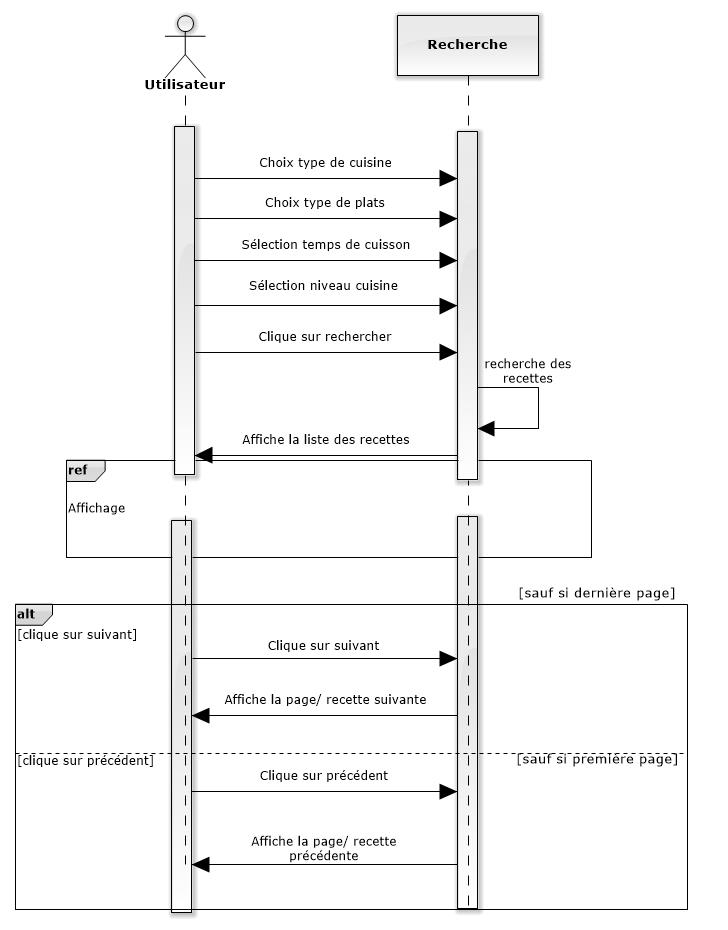 Utilisateur
Recherche
Choix type de cuisine
Choix type de plats
Sélection temps de cuisson
Sélection niveau cuisine
Clique sur rechercher
recherche des
recettes
Affiche la liste des recettes
ref
Affichage
[sauf si dernière page]
alt
[clique sur suivant]
Clique sur suivant
Affiche la page/ recette suivante
[clique sur précédent]
[sauf si première page]
Clique sur précédent
Affiche la page/ recette
précédente